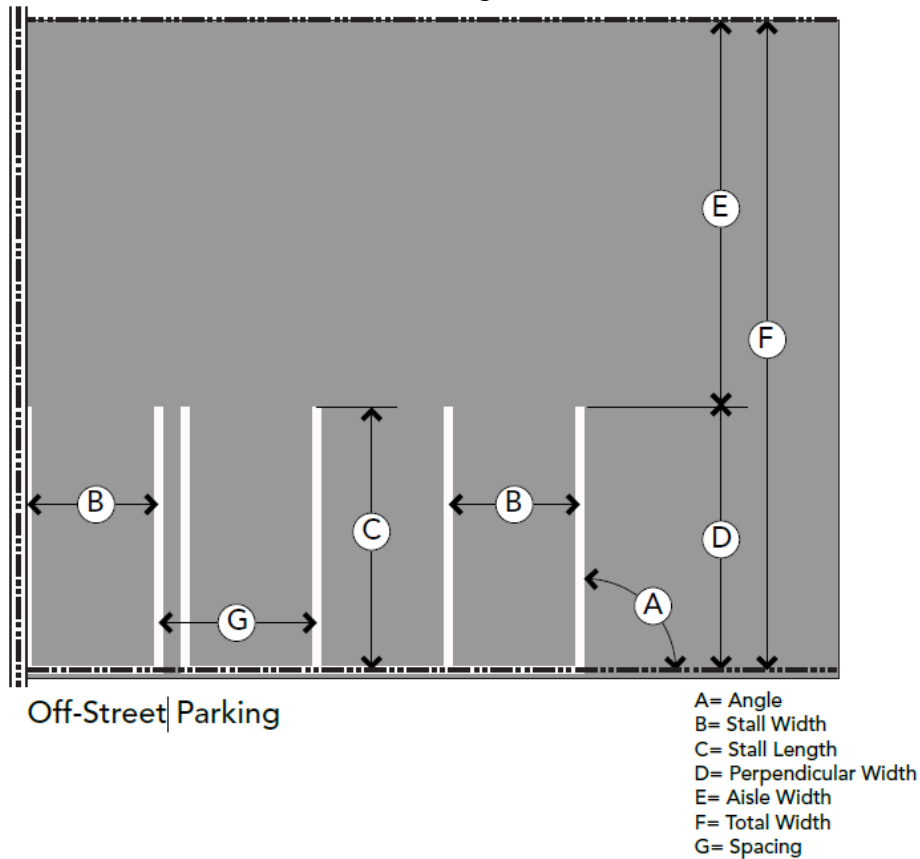 E
F
B
B
C
D
A
G
Off-Street Parking
A= Angle
B= Stall Width
C= Stall Length
D= Perpendicular Width
E= Aisle Width
F= Total Width
G= Spacing